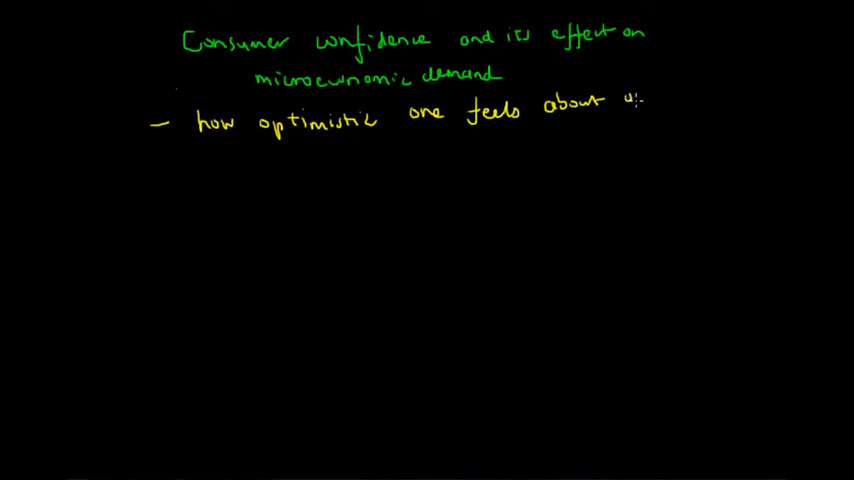 Consumer confidence and its effect on
microeconomic demand
- how optimistic one feels about